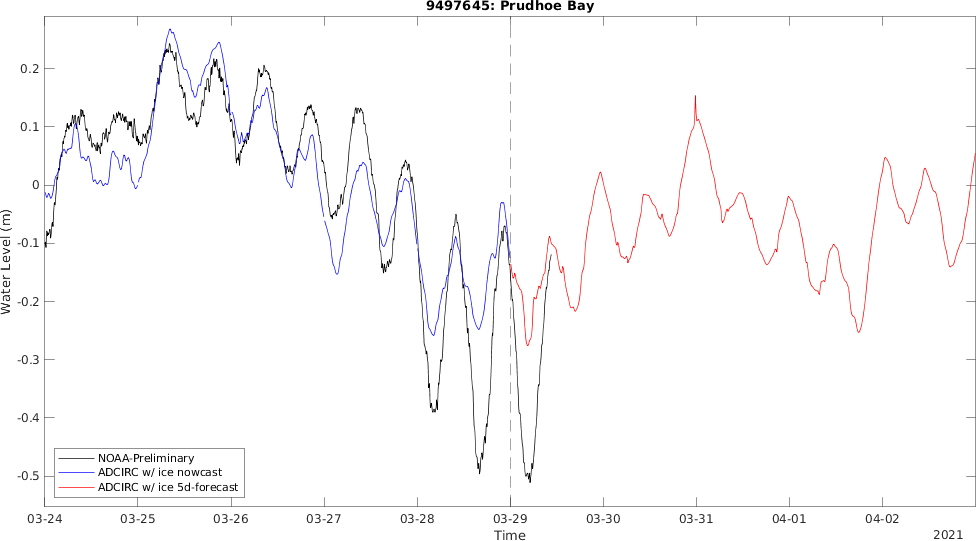 9497645: Prudhoe Bay
0.2
0.1
0
-0.1
-0.2
-0.3
-0.4
-0.5
Water Level (m)
NOAA-Preliminary
ADCIRC w/ ice nowcast
ADCIRC w/ ice 5d-forecast
03-24 03-25 03-26 03-27 03-28 03-29 03-30 03-31 04-01 04-02
Time
2021